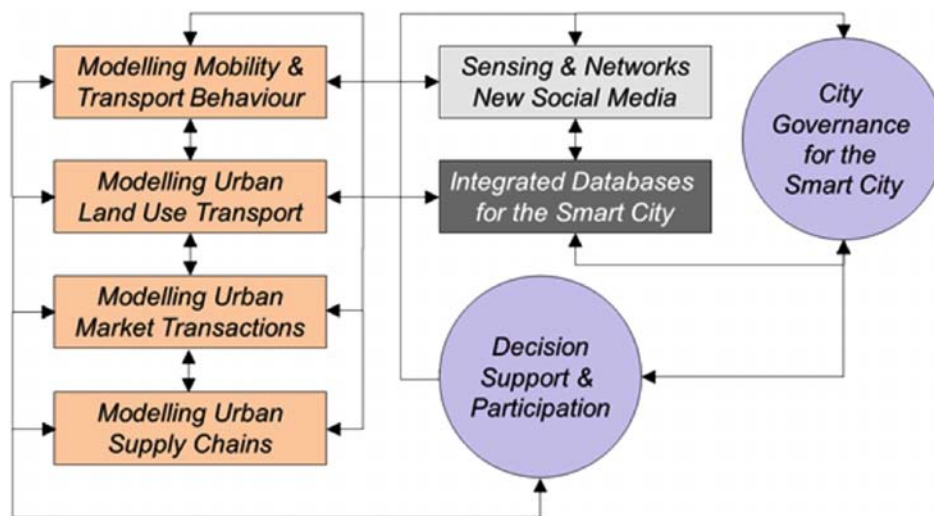 Modelling Mobility &
Transport Behaviour
Sensing & Networks
New Social Media
City
Governance
for the
Smart City
Modelling Urban
Land Use Transport
Integrated Databases
for the Smart City
Modelling Urban
Market Transactions
Decision
Support &
Participation
Modelling Urban
Supply Chains